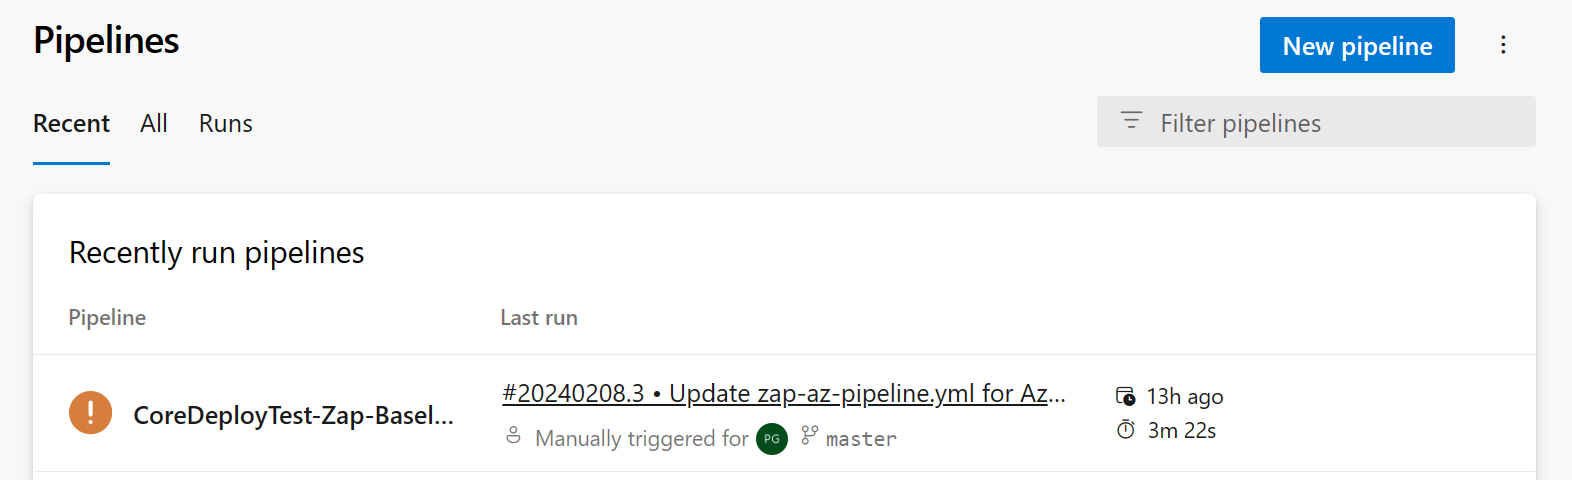 Pipelines
New pipeline
Recent All Runs
Filter pipelines
Recently run pipelines
Pipeline Last run
CoreDeployTest-Zap-Basel...
#20240208.3 • Update zap-az-pipeline.yml for Az...
Manually triggered for PG master
13h ago
3m 22s